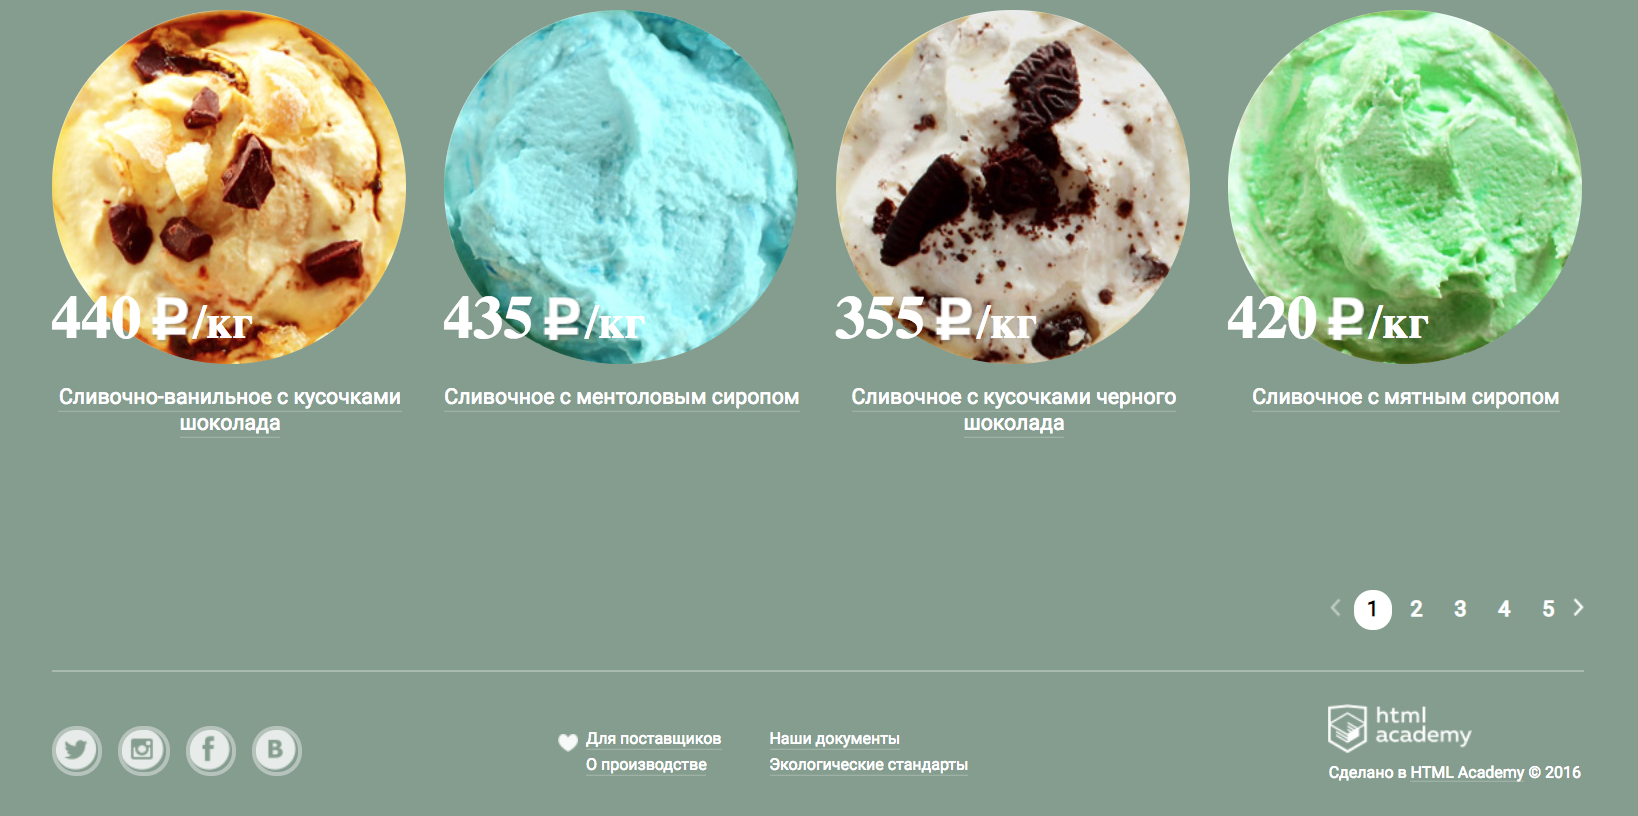 440 ₽/кг
435 ₽/кг
355 ₽/кг
420 ₽/кг
Сливочно-ванильное с кусочками
шоколада
Сливочное с ментоловым сиропом
Сливочное с кусочками черного
шоколада
Сливочное с мятным сиропом
1 2 3 4 5
Для поставщиков
О производстве
Наши документы
Экологические стандарты
html
academy
Сделано в HTML Academy © 2016